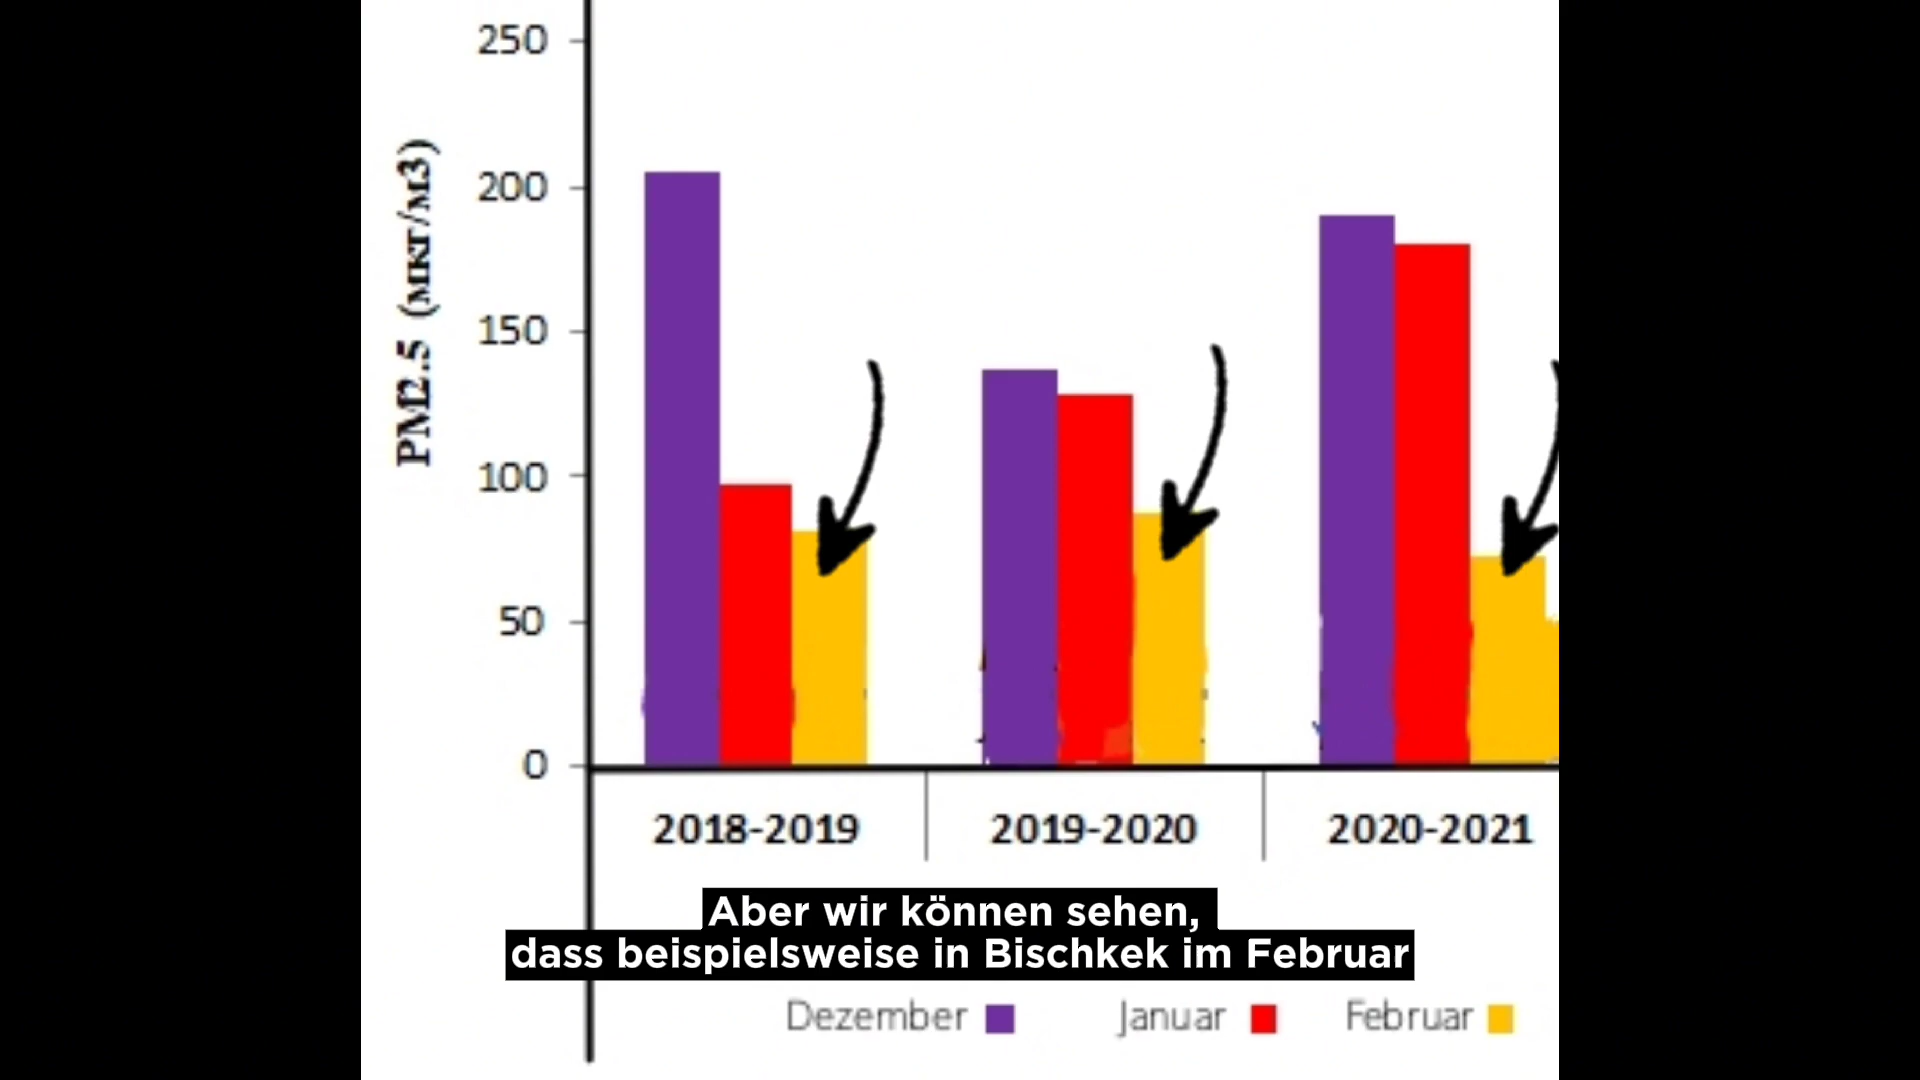 250
200
150
100
50
0
PM2.5 (мкг/м3)
2018-2019
2019-2020
2020-2021
Aber wir können sehen,
dass beispielsweise in Bischkek im Februar
Dezember
Januar
Februar